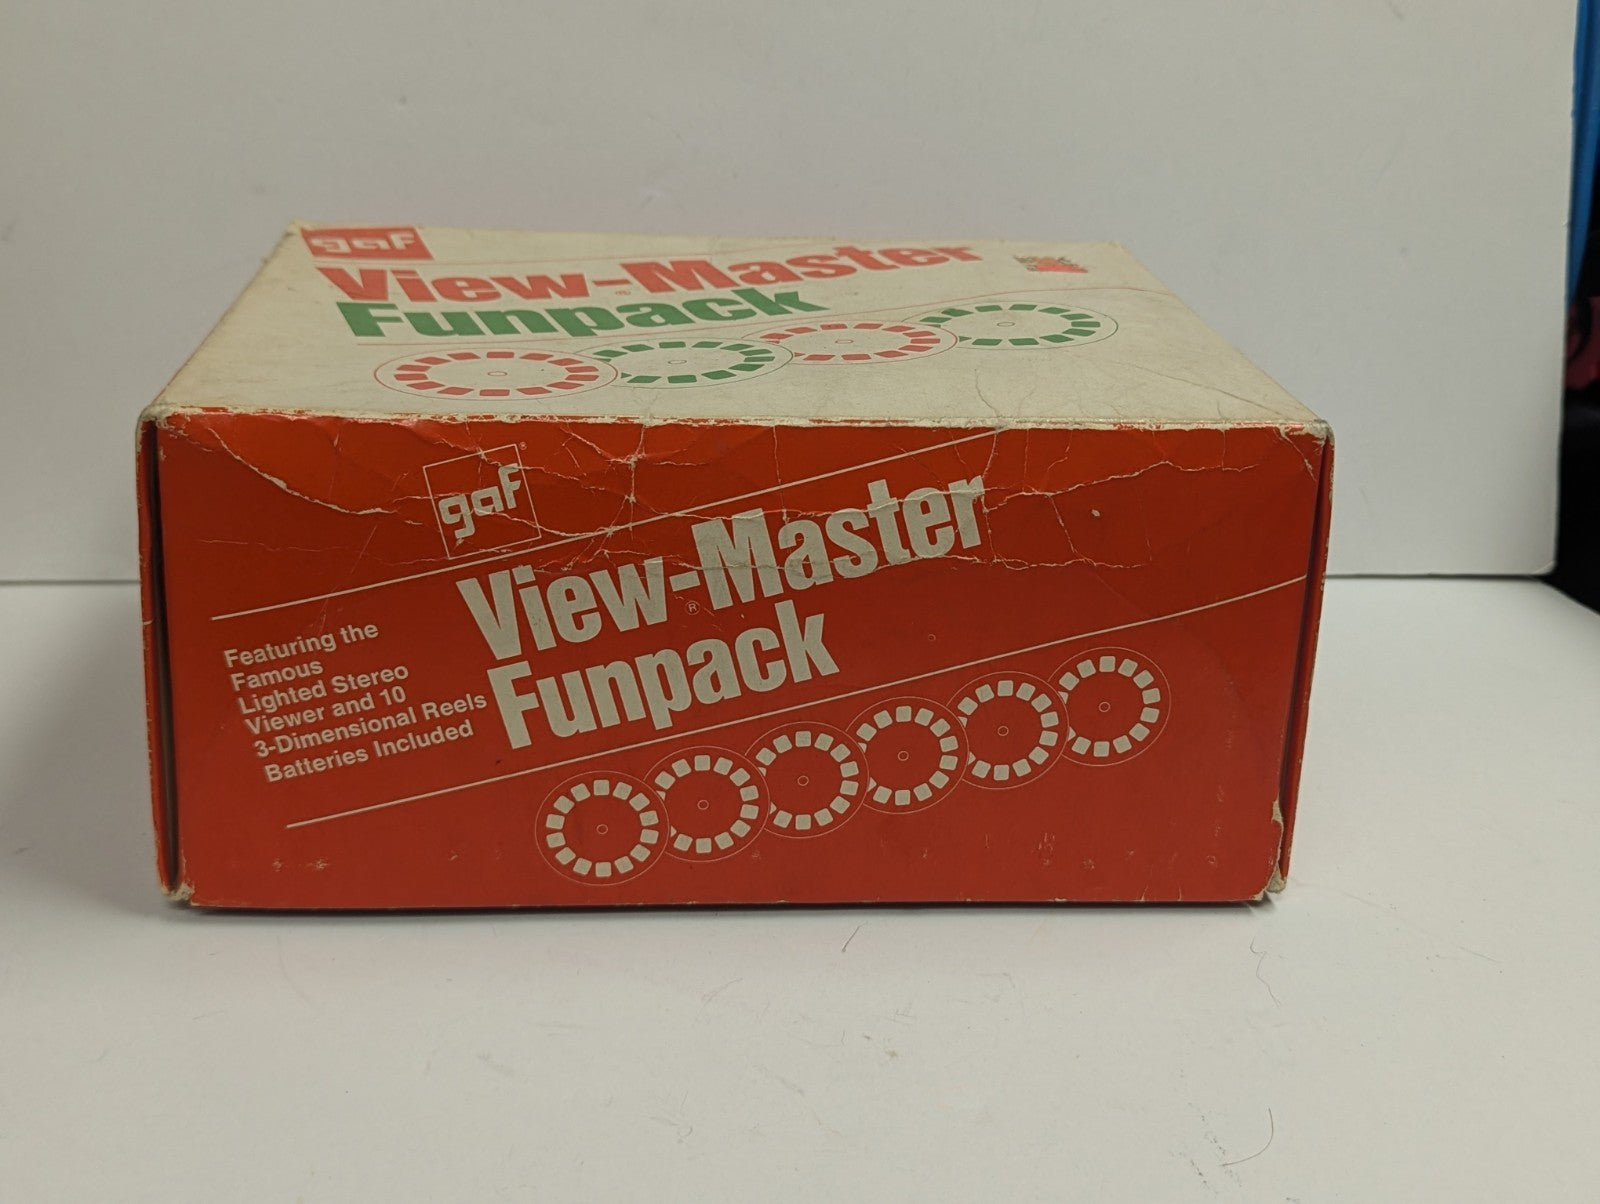 gaf
View-Master
®
Funpack
gaf®
View-Master
®
Funpack
Featuring the
Famous
Lighted Stereo
Viewer and 10
3-Dimensional Reels
Batteries Included